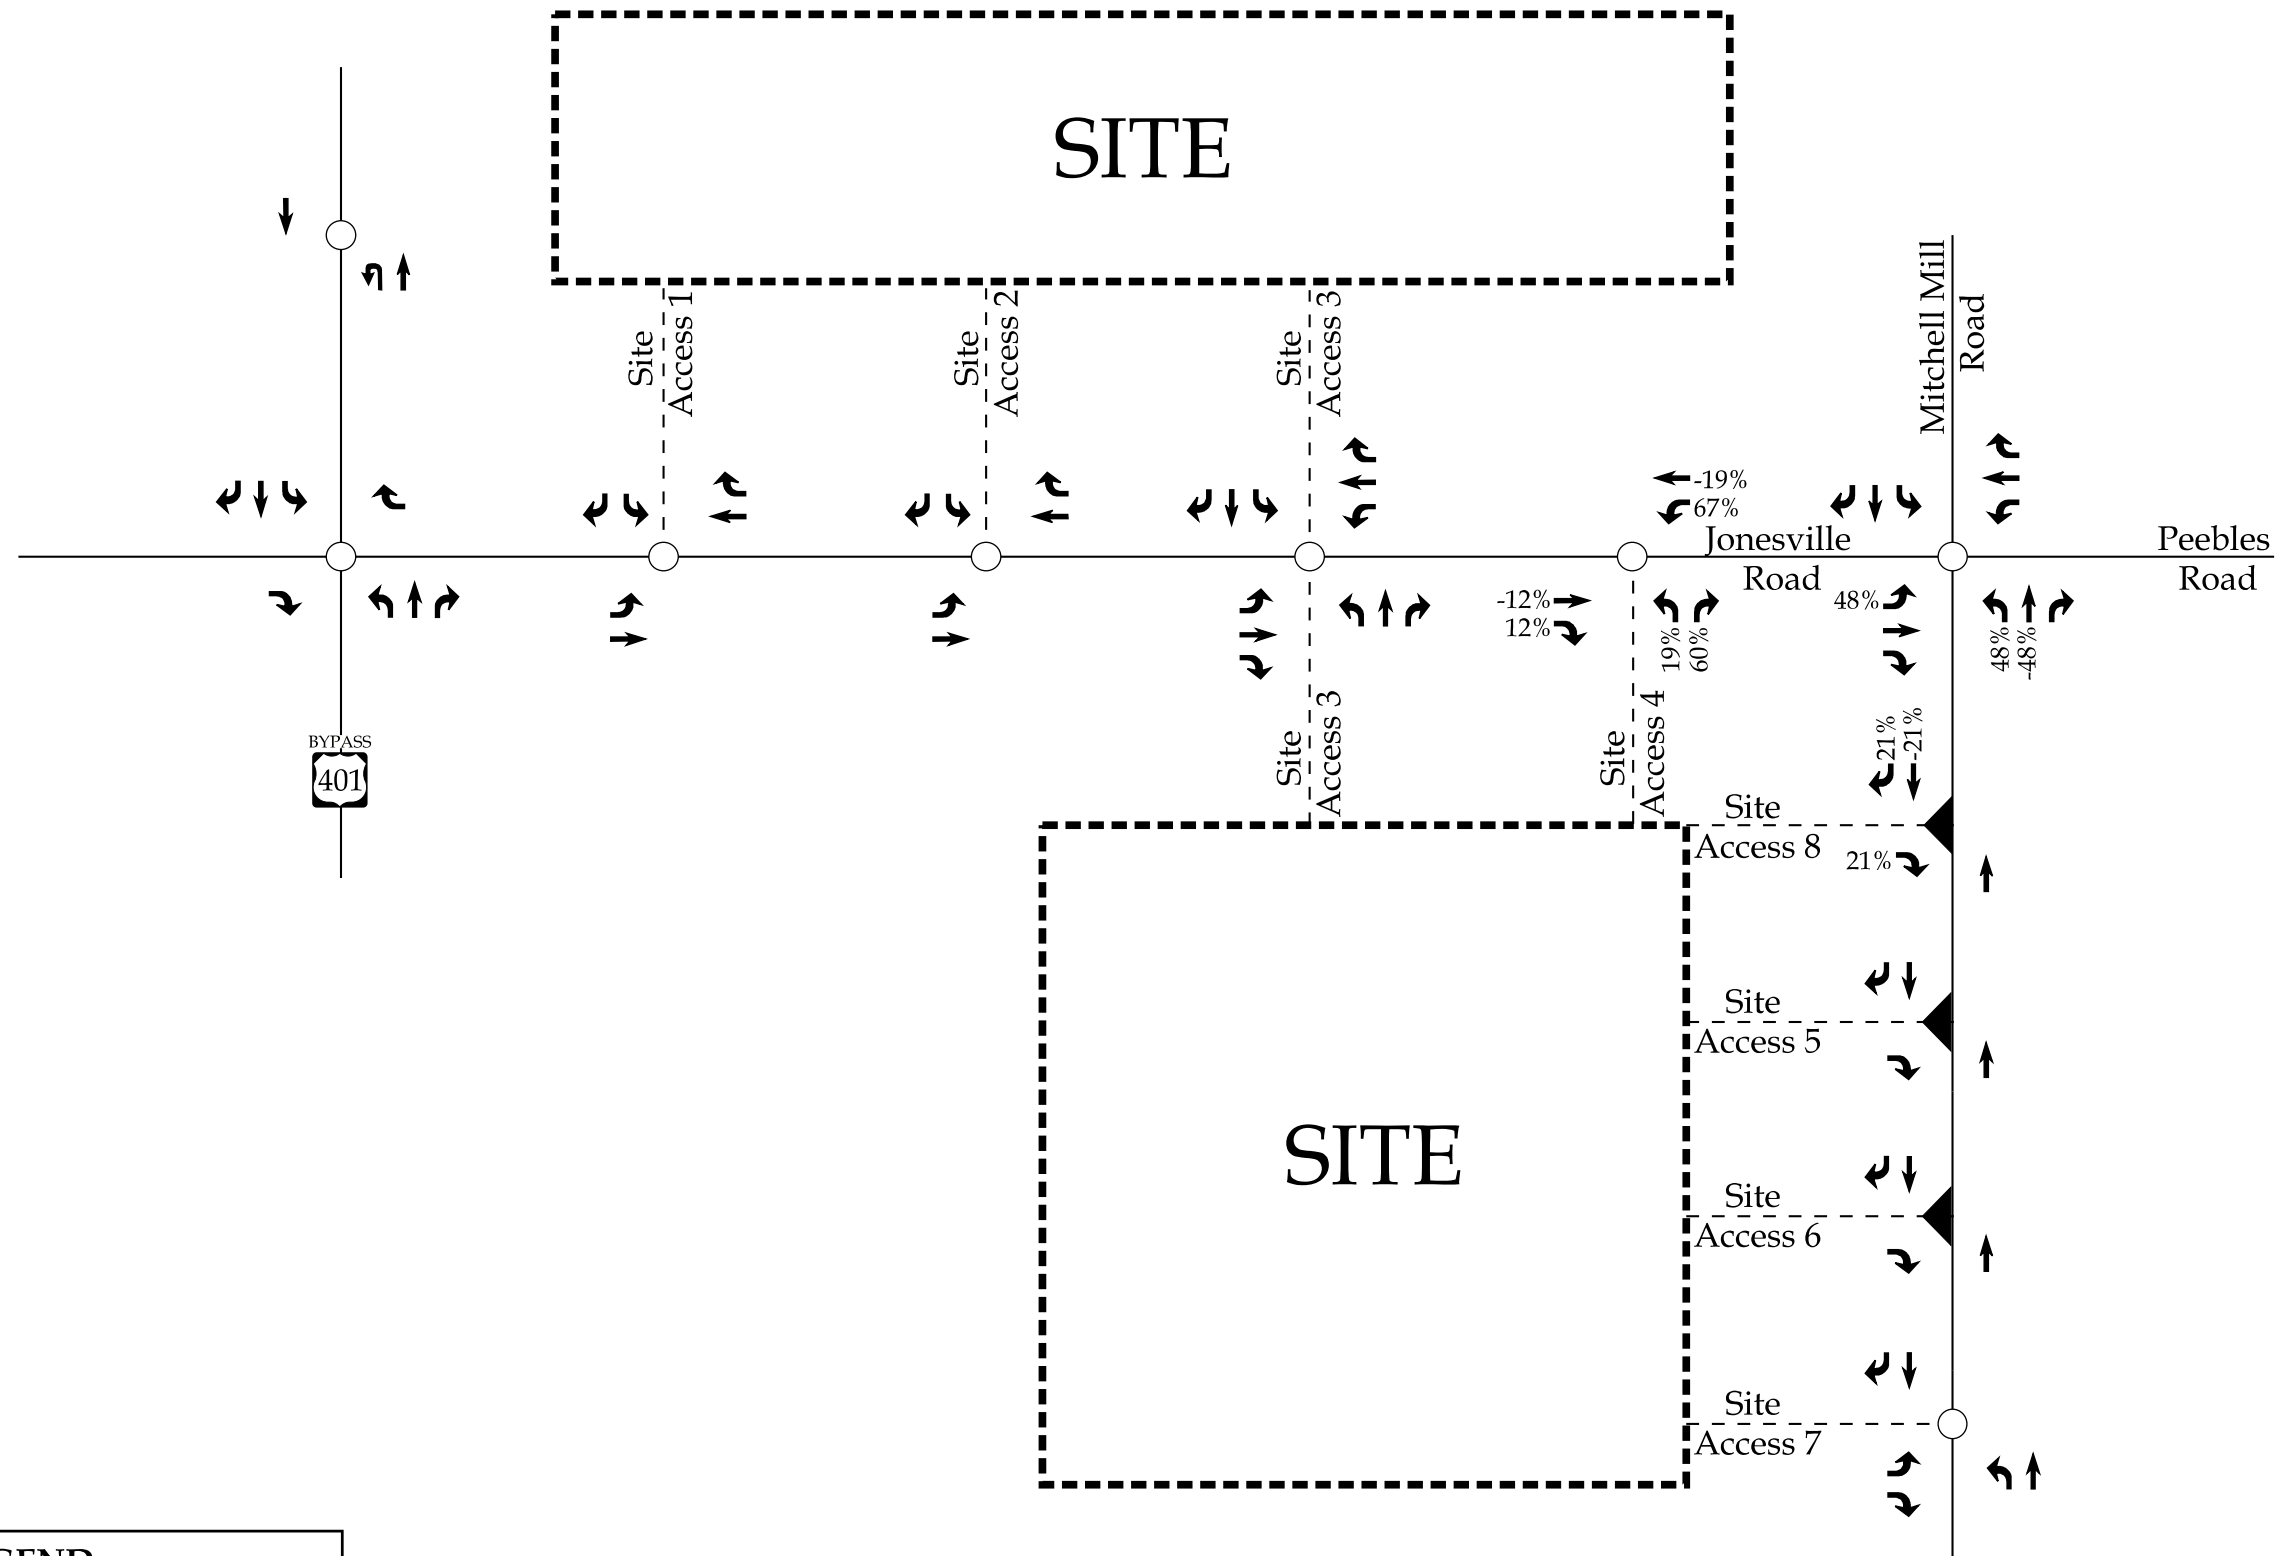 SITE
Site
Access 1
Site
Access 2
Site
Access 3
Mitchell Mill
Road
-19%
67%
Jonesville
Road
Peebles
Road
-12%
12%
19%
60%
48%
48%
-48%
BYPASS
401
Site
Access 3
Site
Access 4
21%
-21%
Site
Access 8
21%
SITE
Site
Access 5
Site
Access 6
Site
Access 7